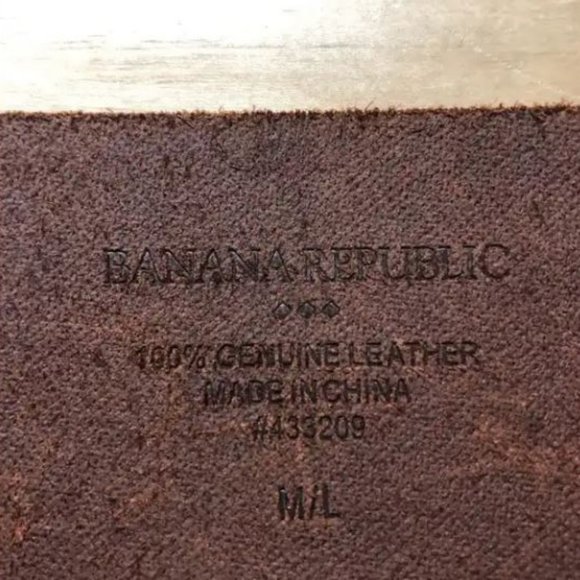 BANANA REPUBLIC
100% GENUINE LEATHER
MADE IN CHINA
#433209
M/L